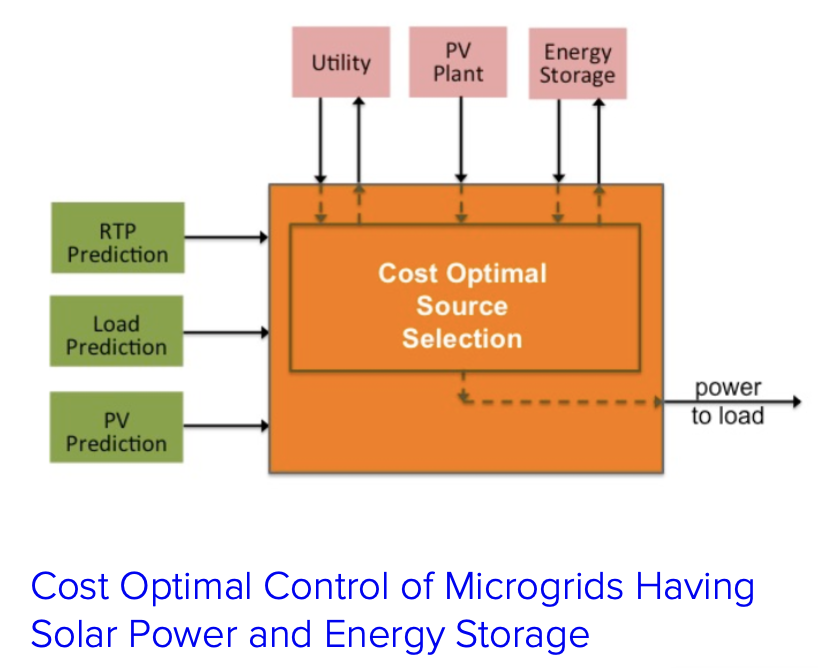 Utility
PV
Plant
Energy
Storage
RTP
Prediction
Load
Prediction
PV
Prediction
Cost Optimal
Source
Selection
power
to load
Cost Optimal Control of Microgrids Having
Solar Power and Energy Storage